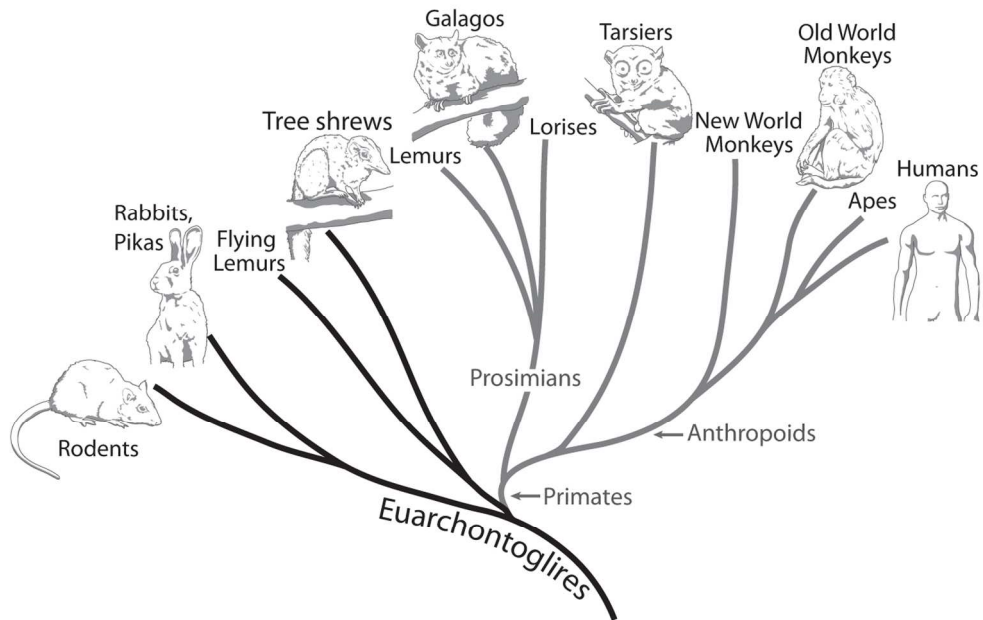 Galagos
Tarsiers
Old World
Monkeys
Tree shrews
Lemurs
Lorises
New World
Monkeys
Humans
Apes
Rabbits,
Pikas
Flying
Lemurs
Rodents
Prosimians
Anthropoids
Primates
Euarchontoglires